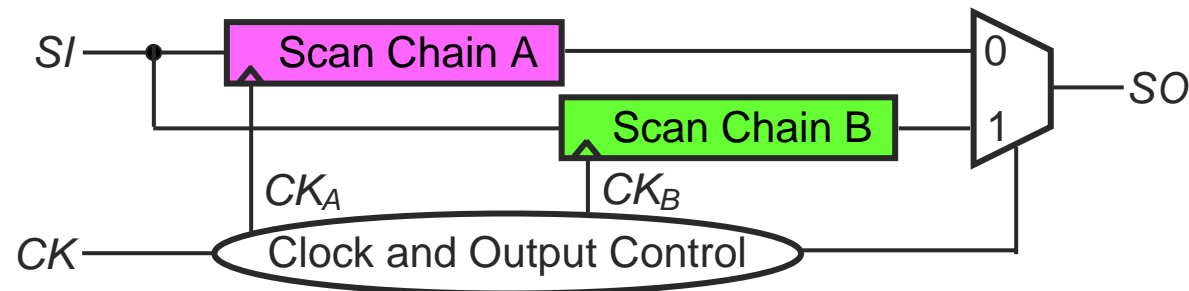 SI
Scan Chain A
0
SO
Scan Chain B
1
CKA
CKB
CK
Clock and Output Control